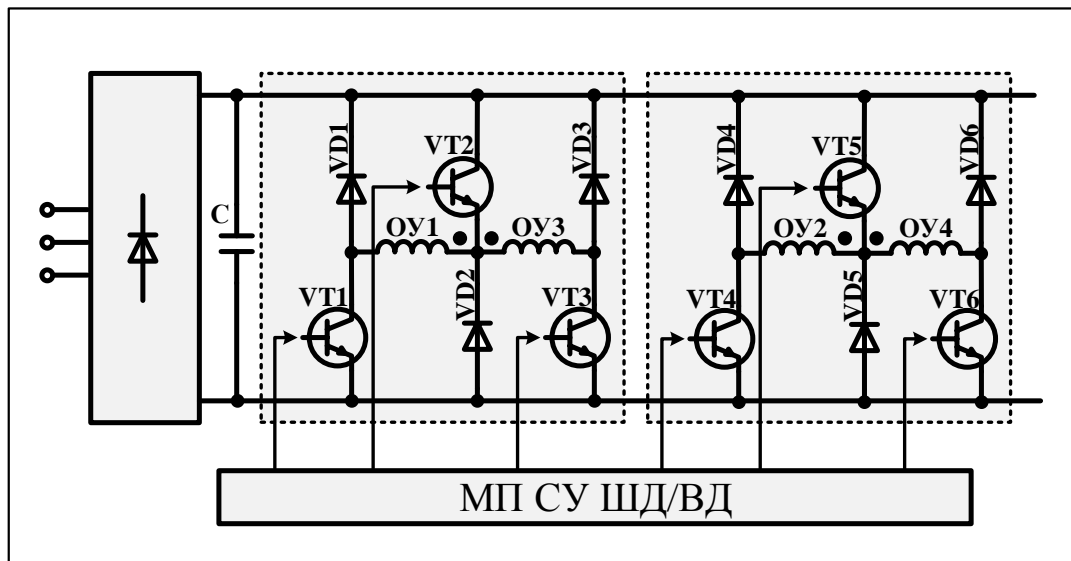 VD1
VT2
VD3
VD4
VT5
VD6
C
ОУ1
ОУ3
ОУ2
ОУ4
VT1
VD2
VT3
VT4
VD5
VT6
МП СУ ШД/ВД